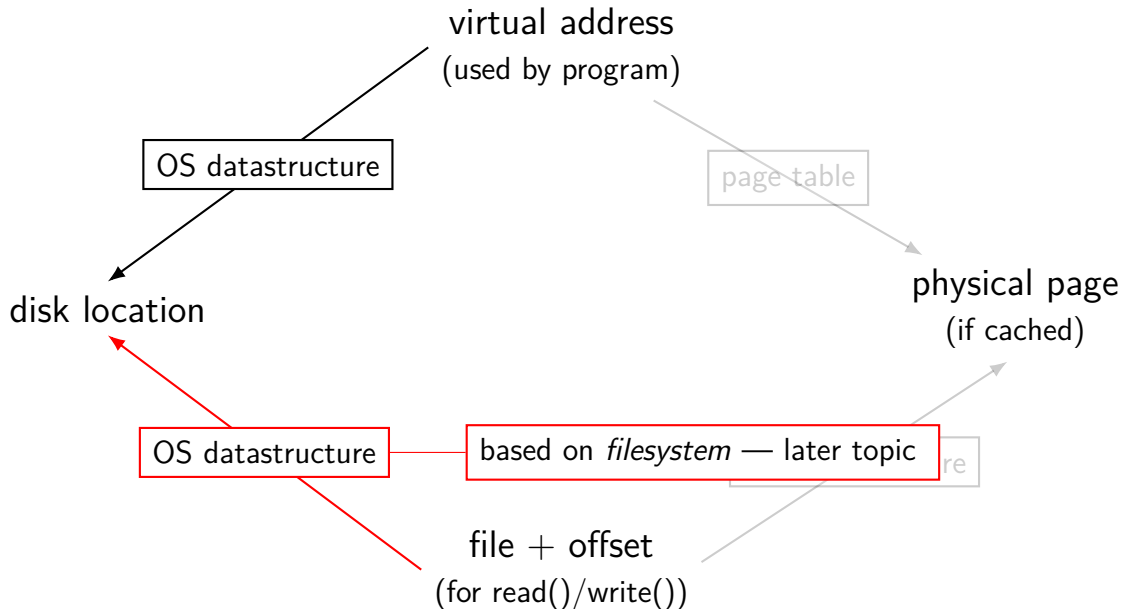 virtual address
(used by program)
OS datastructure
page table
physical page
(if cached)
disk location
OS datastructure
based on filesystem — later topic
file + offset
(for read()/write())